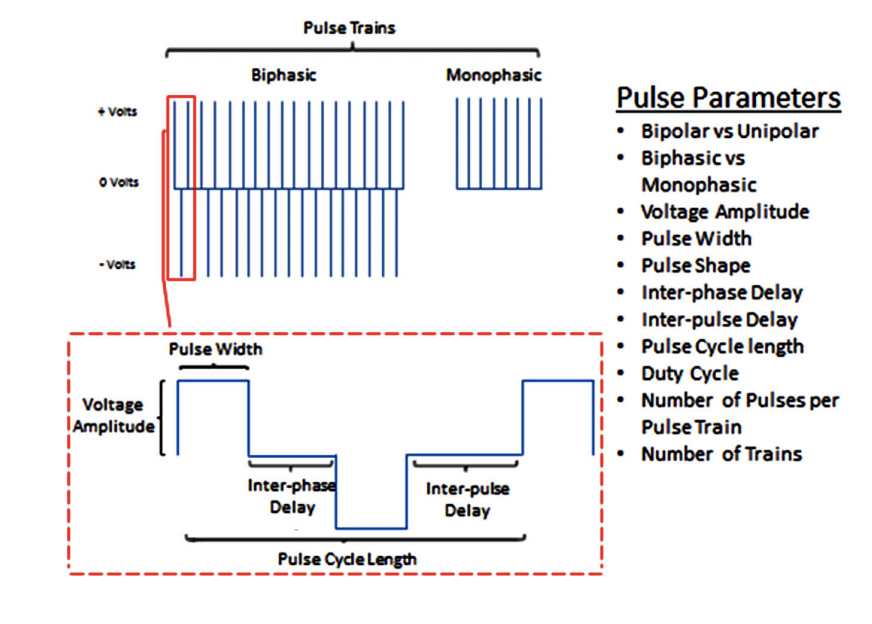 Pulse Trains
Biphasic
Monophasic
+ Volts
0 Volts
- Volts
Pulse Parameters
• Bipolar vs Unipolar
• Biphasic vs
Monophasic
• Voltage Amplitude
• Pulse Width
• Pulse Shape
• Inter-phase Delay
• Inter-pulse Delay
• Pulse Cycle length
• Duty Cycle
• Number of Pulses per
Pulse Train
• Number of Trains
Pulse Width
Voltage
Amplitude
Inter-phase
Delay
Inter-pulse
Delay
Pulse Cycle Length